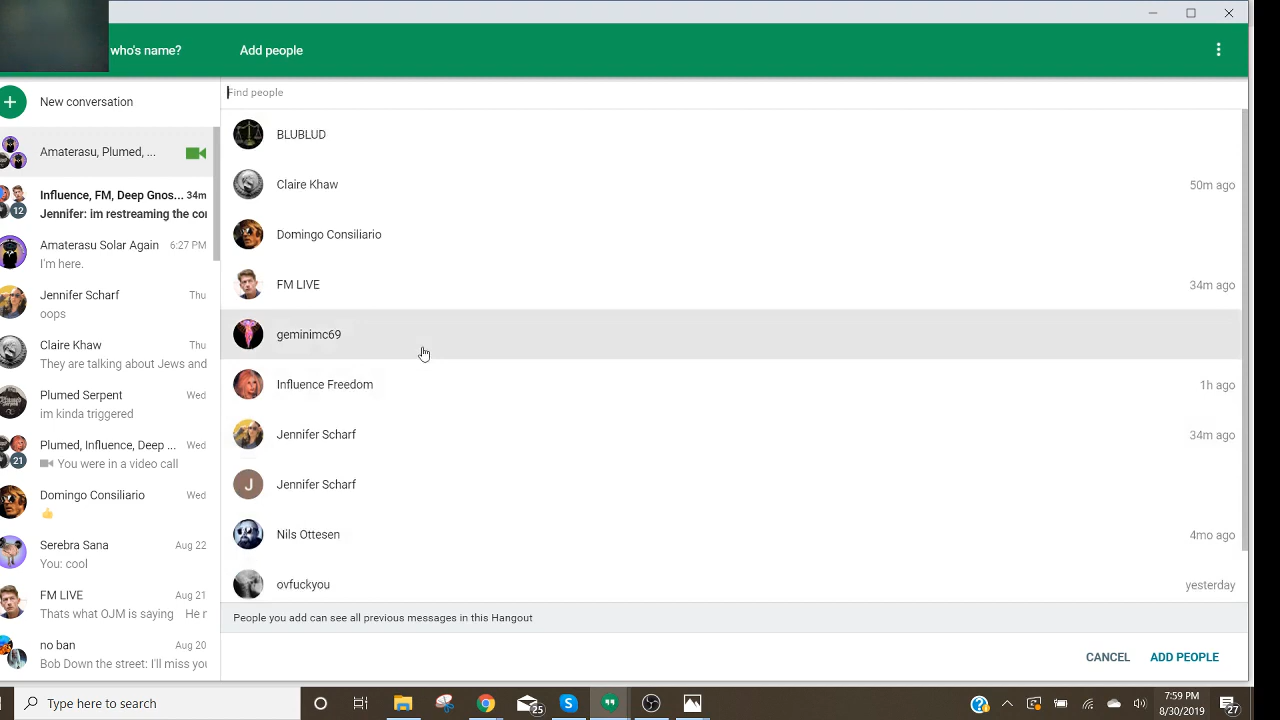 who's name?
Add people
Find people
New conversation
Amaterasu, Plumed, ...
Influence, FM, Deep Gnos... 34m
12
Jennifer: im restreaming the cor
Amaterasu Solar Again 6:27 PM
I'm here.
Jennifer Scharf Thu
oops
Claire Khaw Thu
They are talking about Jews and
Plumed Serpent Wed
im kinda triggered
Plumed, Influence, Deep ... Wed
21
You were in a video call
Domingo Consiliario Wed
Serebra Sana Aug 22
You: cool
FM LIVE Aug 21
Thats what OJM is saying He r
no ban Aug 20
Bob Down the street: I'll miss you
BLUBLUD
Claire Khaw 50m ago
Domingo Consiliario
FM LIVE 34m ago
geminimc69
Influence Freedom 1h ago
Jennifer Scharf 34m ago
J Jennifer Scharf
Nils Ottesen 4mo ago
ovfuckyou yesterday
People you add can see all previous messages in this Hangout
CANCEL ADD PEOPLE
Type here to search
25
S
7:59 PM
8/30/2019
27